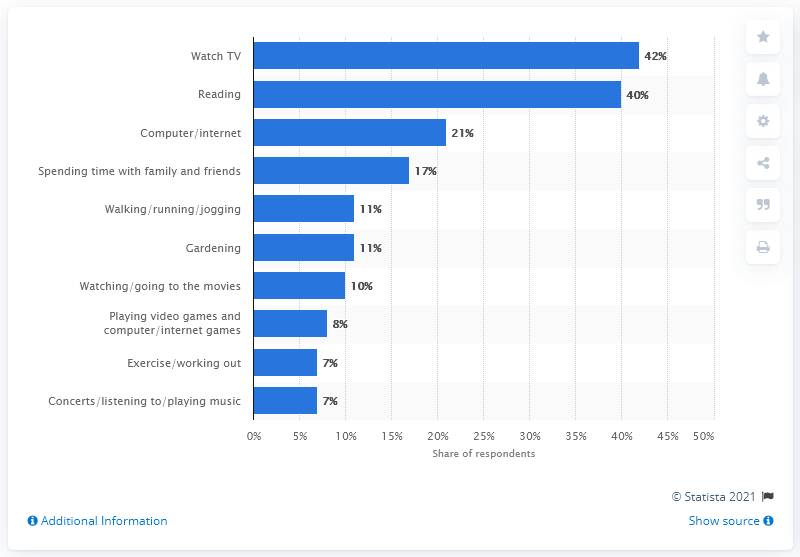 Watch TV 42%
Reading 40%
Computer/internet 21%
Spending time with family and friends 17%
Walking/running/jogging 11%
Gardening 11%
Watching/going to the movies 10%
Playing video games and
computer/internet games 8%
Exercise/working out 7%
Concerts/listening to/playing music 7%
0% 5% 10% 15% 20% 25% 30% 35% 40% 45% 50%
Share of respondents
© Statista 2021
Additional Information Show source